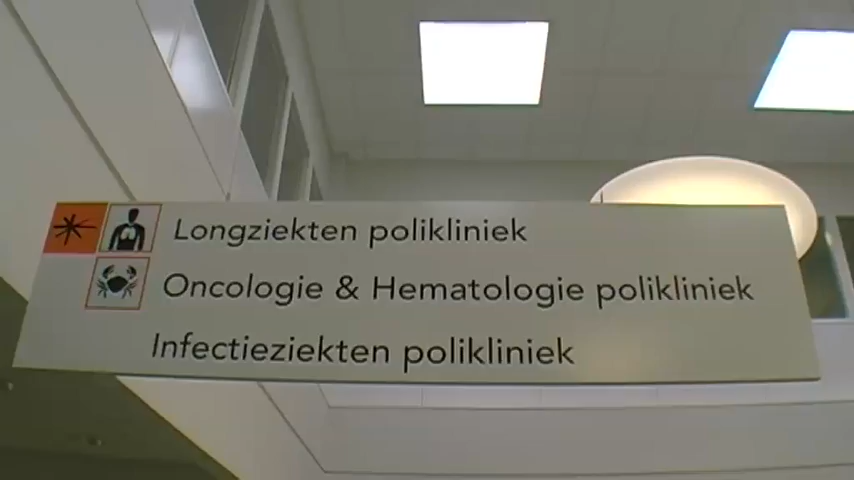 Longziekten polikliniek
Oncologie & Hematologie polikliniek
Infectieziekten polikliniek